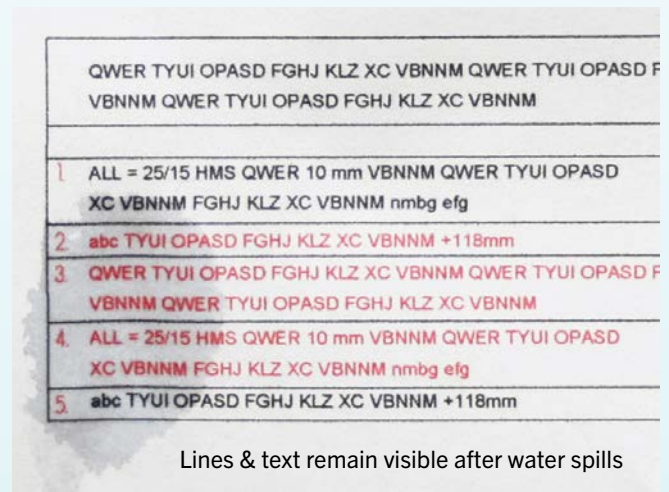 QWER TYUI OPASD FGHJ KLZ XC VBNNM QWER TYUI OPASD F
VBNNM QWER TYUI OPASD FGHJ KLZ XC VBNNM
1. ALL = 25/15 HMS QWER 10 mm VBNNM QWER TYUI OPASD
XC VBNNM FGHJ KLZ XC VBNNM nmbg efg
2. abc TYUI OPASD FGHJ KLZ XC VBNNM +118mm
3. QWER TYUI OPASD FGHJ KLZ XC VBNNM QWER TYUI OPASD F
VBNNM QWER TYUI OPASD FGHJ KLZ XC VBNNM
4. ALL = 25/15 HMS QWER 10 mm VBNNM QWER TYUI OPASD
XC VBNNM FGHJ KLZ XC VBNNM nmbg efg
5. abc TYUI OPASD FGHJ KLZ XC VBNNM +118mm
Lines & text remain visible after water spills